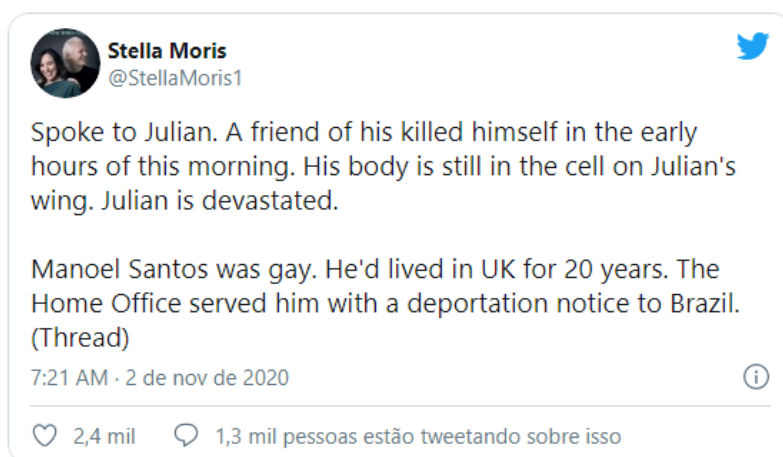 Stella Moris
@StellaMoris1
Spoke to Julian. A friend of his killed himself in the early
hours of this morning. His body is still in the cell on Julian's
wing. Julian is devastated.
Manoel Santos was gay. He'd lived in UK for 20 years. The
Home Office served him with a deportation notice to Brazil.
(Thread)
7:21 AM · 2 de nov de 2020
2,4 mil 1,3 mil pessoas estão tweetando sobre isso